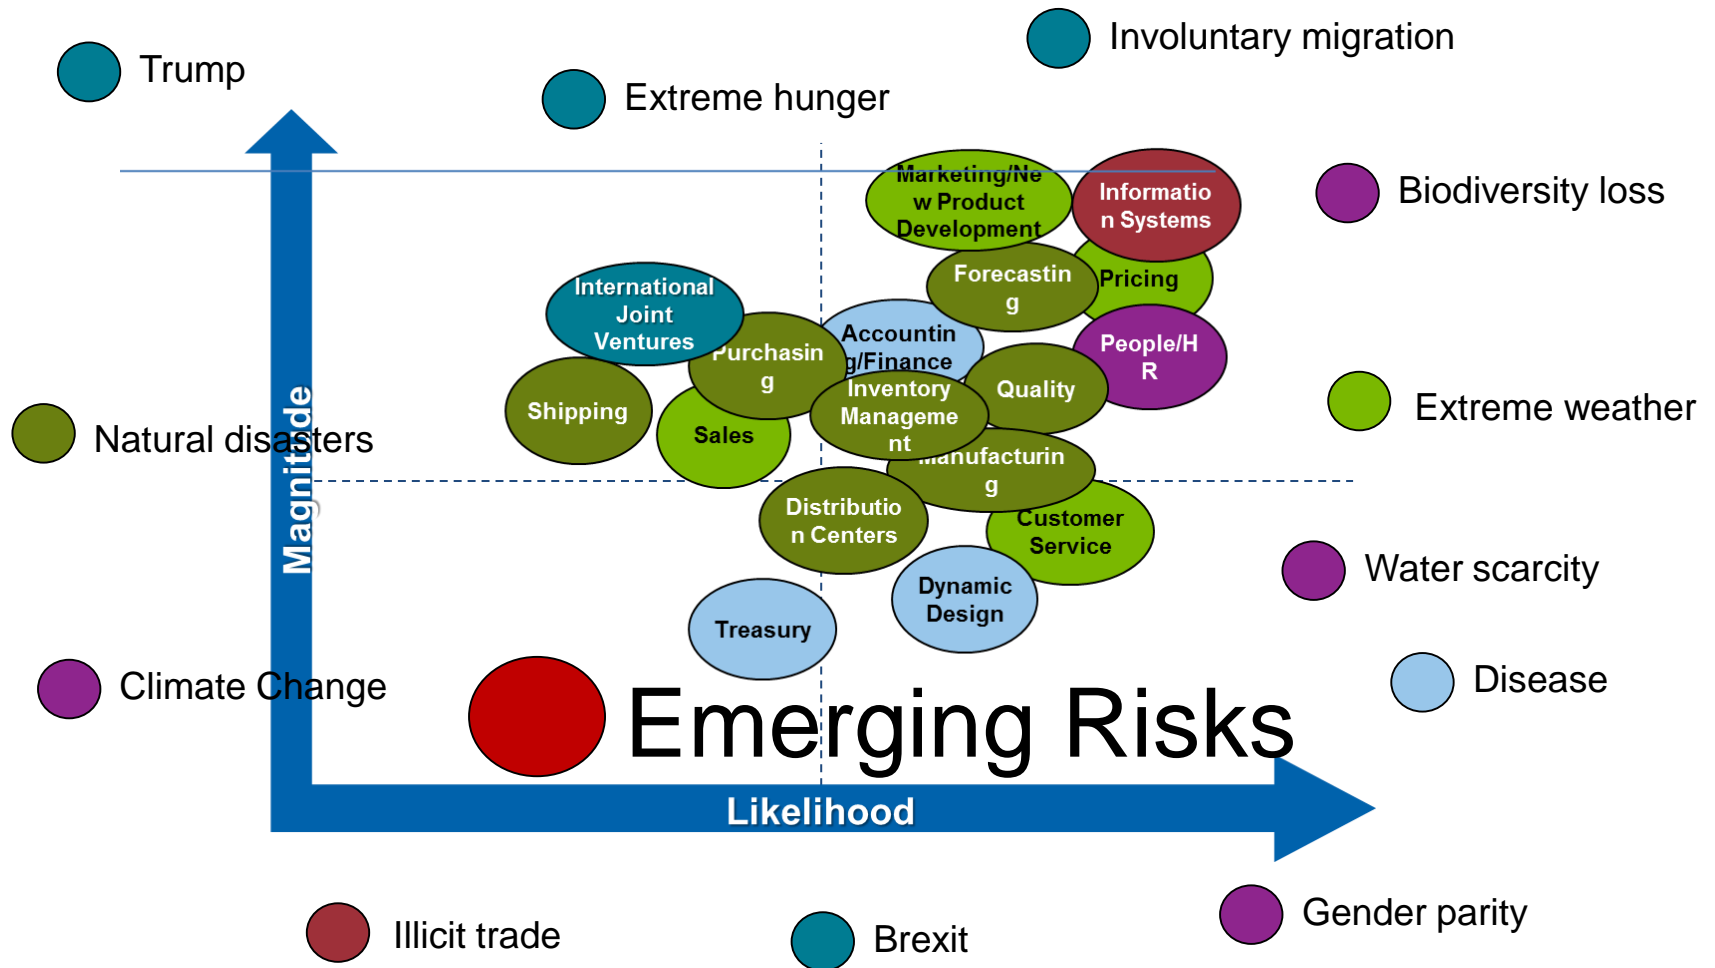 Involuntary migration
Trump
Extreme hunger
Marketing/Ne
w Product
Development
Informatio
n Systems
Biodiversity loss
Forecastin
g
Pricing
International
Joint
Ventures
Accountin
g/Finance
People/H
R
Purchasin
g
Inventory
Manageme
nt
Quality
Shipping
Sales
Extreme weather
Natural disasters
Magnitude
Manufacturin
g
Distributio
n Centers
Customer
Service
Dynamic
Design
Water scarcity
Treasury
Climate Change
Emerging Risks
Disease
Likelihood
Illicit trade
Brexit
Gender parity